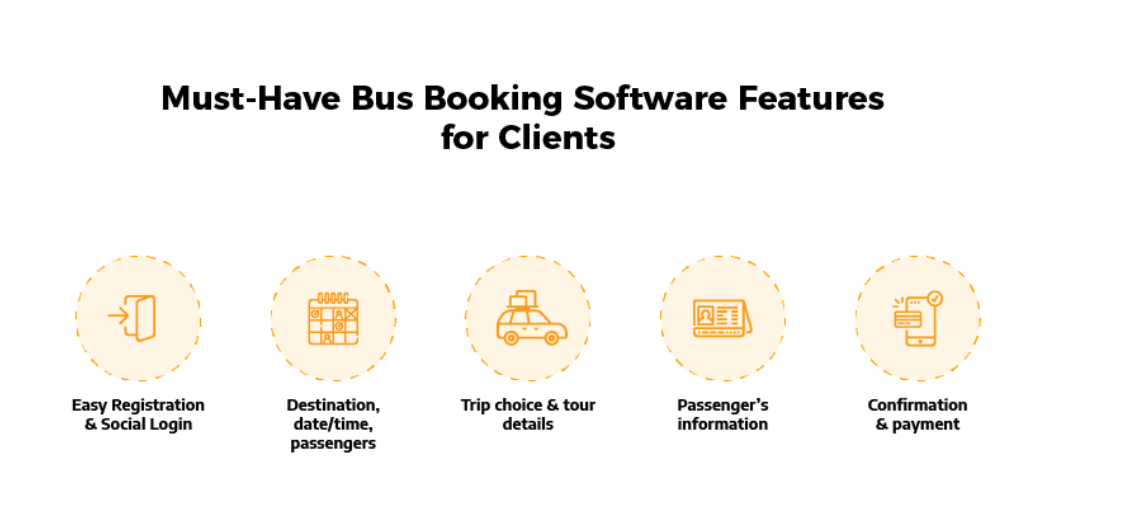 Must-Have Bus Booking Software Features
for Clients
Easy Registration
& Social Login
Destination,
date/time,
passengers
Trip choice & tour
details
Passenger’s
information
Confirmation
& payment